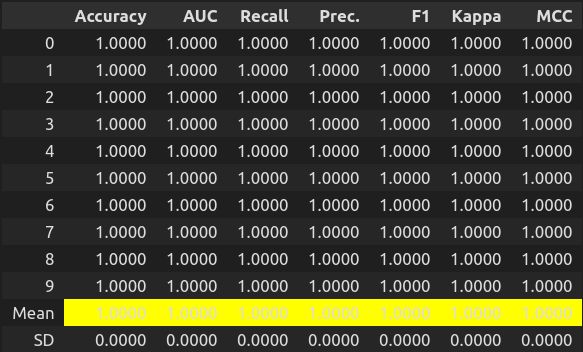 Accuracy AUC Recall Prec. F1 Kappa MCC
0 1.0000 1.0000 1.0000 1.0000 1.0000 1.0000 1.0000
1 1.0000 1.0000 1.0000 1.0000 1.0000 1.0000 1.0000
2 1.0000 1.0000 1.0000 1.0000 1.0000 1.0000 1.0000
3 1.0000 1.0000 1.0000 1.0000 1.0000 1.0000 1.0000
4 1.0000 1.0000 1.0000 1.0000 1.0000 1.0000 1.0000
5 1.0000 1.0000 1.0000 1.0000 1.0000 1.0000 1.0000
6 1.0000 1.0000 1.0000 1.0000 1.0000 1.0000 1.0000
7 1.0000 1.0000 1.0000 1.0000 1.0000 1.0000 1.0000
8 1.0000 1.0000 1.0000 1.0000 1.0000 1.0000 1.0000
9 1.0000 1.0000 1.0000 1.0000 1.0000 1.0000 1.0000
Mean 1.0000 1.0000 1.0000 1.0000 1.0000 1.0000 1.0000
SD 0.0000 0.0000 0.0000 0.0000 0.0000 0.0000 0.0000